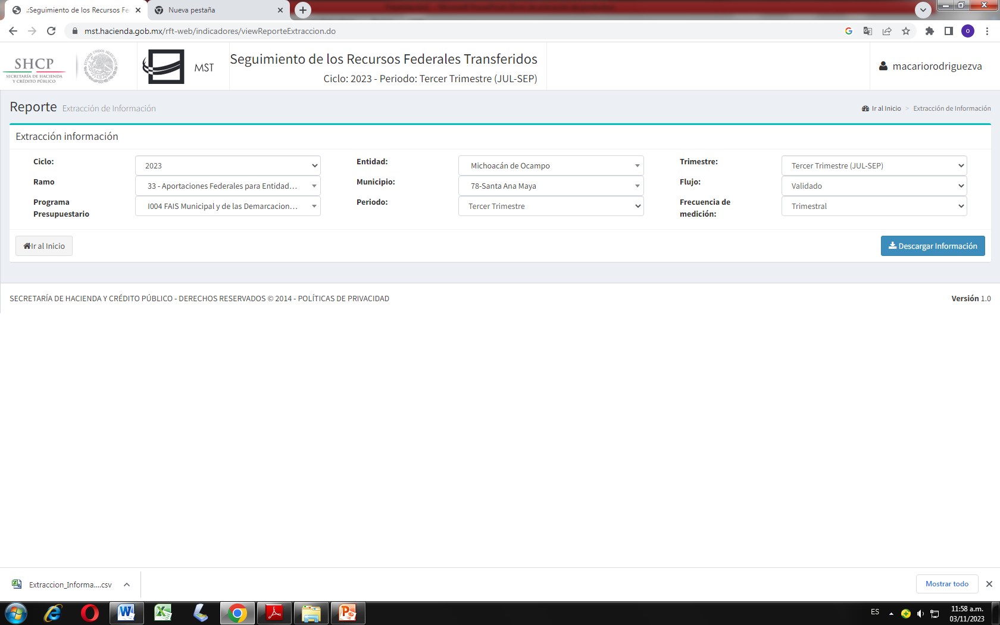 .:Seguimiento de los Recursos Fe
Nueva pestaña
mst.hacienda.gob.mx/rft-web/indicadores/viewReporteExtraccion.do
SHCP
SECRETARÍA DE HACIENDA
Y CRÉDITO PÚBLICO
ESTADOS UNIDOS MEXICANOS
MST
Seguimiento de los Recursos Federales Transferidos
Ciclo: 2023 - Periodo: Tercer Trimestre (JUL-SEP)
macariorodriguezva
Reporte Extracción de Información
Ir al Inicio > Extracción de Información
Extracción información
Ciclo: 2023
Entidad: Michoacán de Ocampo
Trimestre: Tercer Trimestre (JUL-SEP)
Ramo 33 - Aportaciones Federales para Entidad...
Municipio: 78-Santa Ana Maya
Flujo: Validado
Programa Presupuestario I004 FAIS Municipal y de las Demarcacion...
Periodo: Tercer Trimestre
Frecuencia de medición: Trimestral
Ir al Inicio
Descargar Información
SECRETARÍA DE HACIENDA Y CRÉDITO PÚBLICO - DERECHOS RESERVADOS © 2014 - POLÍTICAS DE PRIVACIDAD
Versión 1.0
Extraccion_Informa....csv
Mostrar todo
ES
11:58 a.m.
03/11/2023